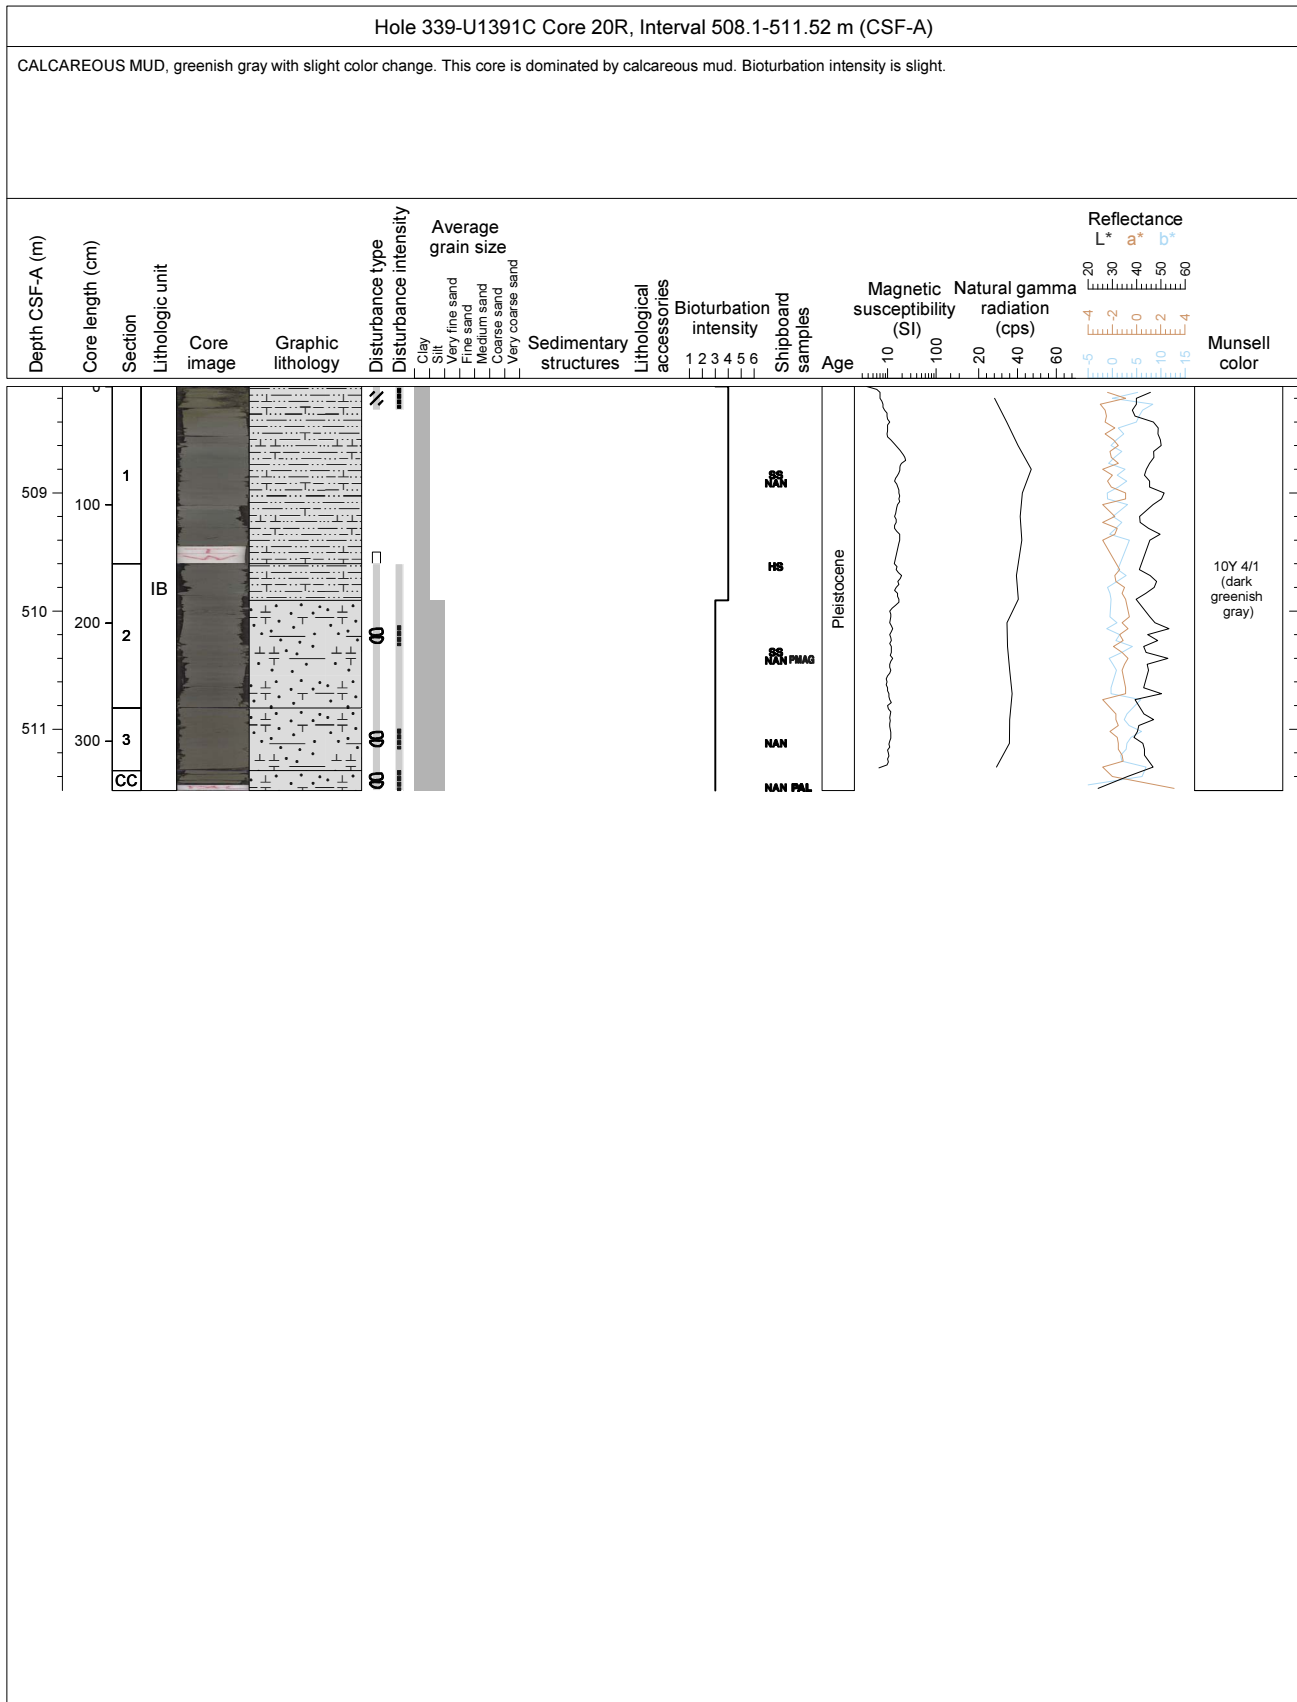 Hole 339-U1391C Core 20R, Interval 508.1-511.52 m (CSF-A)
CALCAREOUS MUD, greenish gray with slight color change. This core is dominated by calcareous mud. Bioturbation intensity is slight.
Depth CSF-A (m)
Core length (cm)
Section
Lithologic unit
Core
image
Graphic
lithology
Disturbance type
Disturbance intensity
Average
grain size
Clay
Silt
Very fine sand
Fine sand
Medium sand
Coarse sand
Very coarse sand
Sedimentary
structures
Lithological
accessories
Bioturbation
intensity
1 2 3 4 5 6
Shipboard
samples
Age
Magnetic
susceptibility
(SI)
10 100
Natural gamma
radiation
(cps)
20 40 60
Reflectance
L* a* b*
20 30 40 50 60
-4 -2 0 2 4
-5 0 5 10 15
Munsell
color
0
1
SS
NAN
509
100
HS
Pleistocene
10Y 4/1
(dark
greenish
gray)
IB
510
200
2
SS
NAN PMAG
511
300
3
NAN
CC
NAN PAL